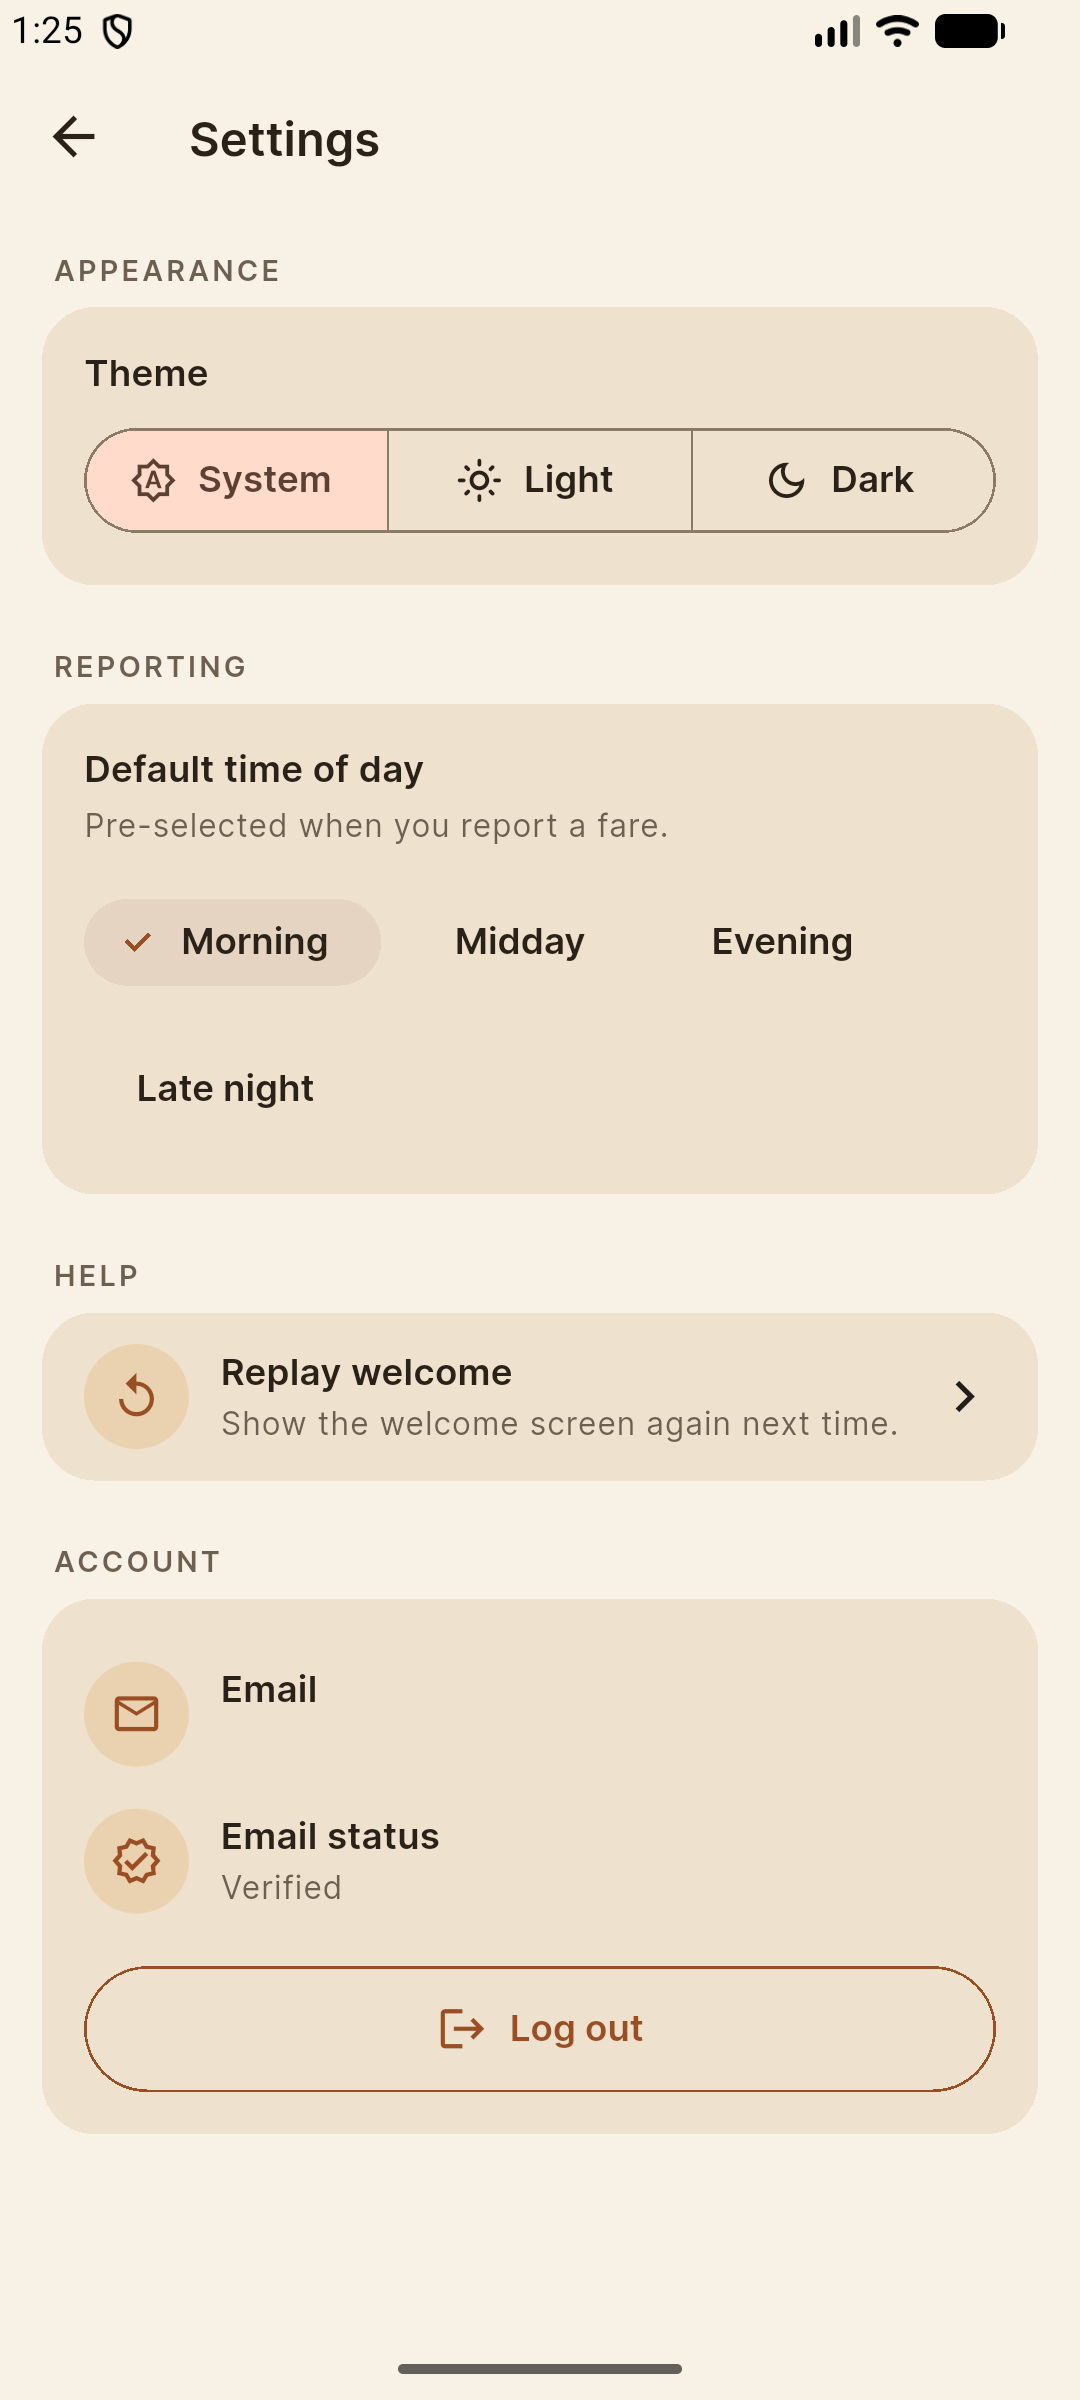 1:25
Settings
APPEARANCE
Theme
System Light Dark
REPORTING
Default time of day
Pre-selected when you report a fare.
Morning Midday Evening
Late night
HELP
Replay welcome
Show the welcome screen again next time.
ACCOUNT
Email
Email status
Verified
Log out